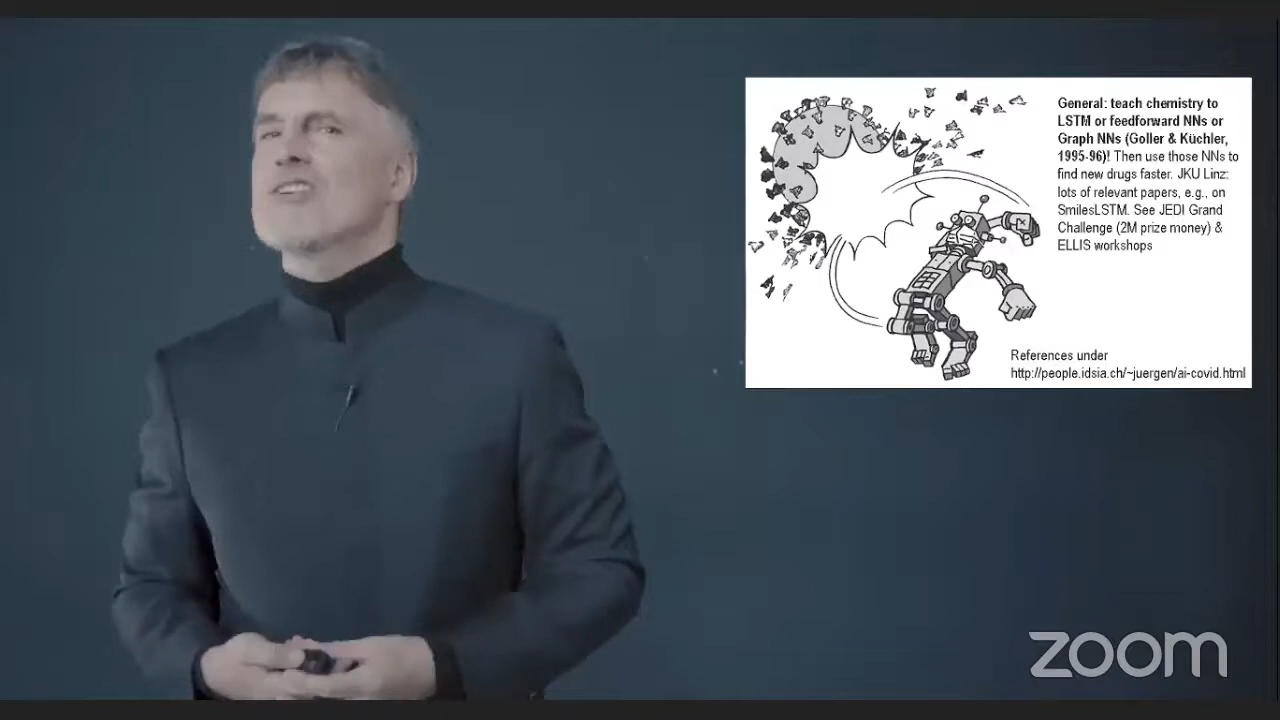 General: teach chemistry to
LSTM or feedforward NNs or
Graph NNs (Goller & Küchler,
1995-96)! Then use those NNs to
find new drugs faster. JKU Linz:
lots of relevant papers, e.g., on
SmilesLSTM. See JEDI Grand
Challenge (2M prize money) &
ELLIS workshops
References under
http://people.idsia.ch/~juergen/ai-covid.html
zoom